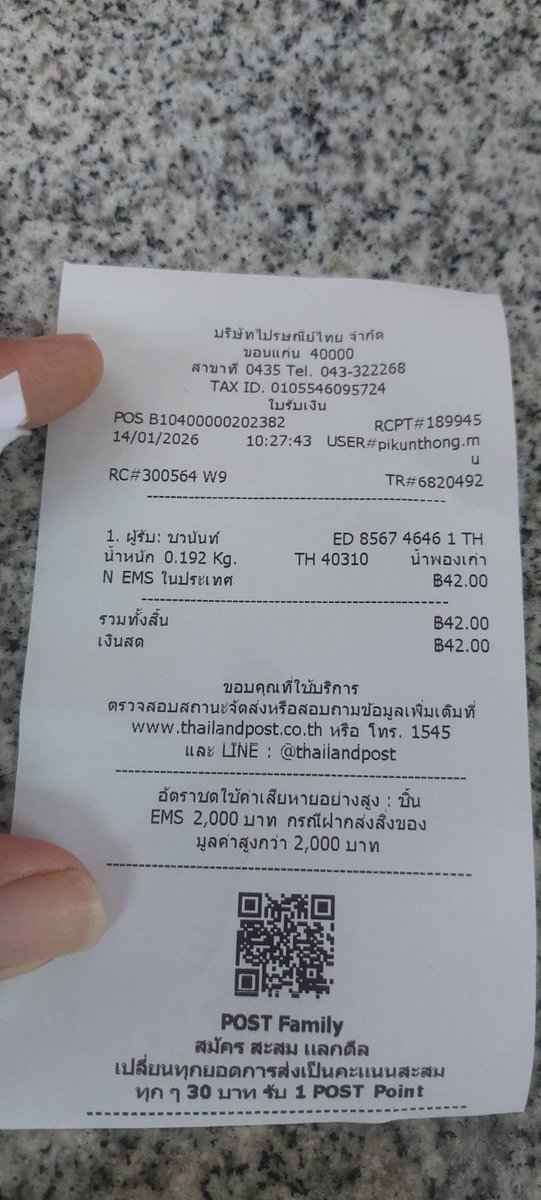 บริษัทไปรษณีย์ไทย จำกัด
ขอนแก่น 40000
สาขาที่ 0435 Tel. 043-322268
TAX ID. 0105546095724
ใบรับเงิน
POS B10400000202382 RCPT#189945
14/01/2026 10:27:43 USER#pikunthong.m
u
RC#300564 W9 TR#6820492
1. ผู้รับ: ชวนันท์ ED 8567 4646 1 TH
น้ำหนัก 0.192 Kg. TH 40310 น้ำพองเก่า
N EMS ในประเทศ ฿42.00
รวมทั้งสิ้น ฿42.00
เงินสด ฿42.00
ขอบคุณที่ใช้บริการ
ตรวจสอบสถานะจัดส่งหรือสอบถามข้อมูลเพิ่มเติมที่
www.thailandpost.co.th หรือ โทร. 1545
และ LINE : @thailandpost
อัตราชดใช้ค่าเสียหายอย่างสูง : ชิ้น
EMS 2,000 บาท กรณีฝากส่งสิ่งของ
มูลค่าสูงกว่า 2,000 บาท
POST Family
สมัคร สะสม แลกดีล
เปลี่ยนทุกยอดการส่งเป็นคะแนนสะสม
ทุก ๆ 30 บาท รับ 1 POST Point